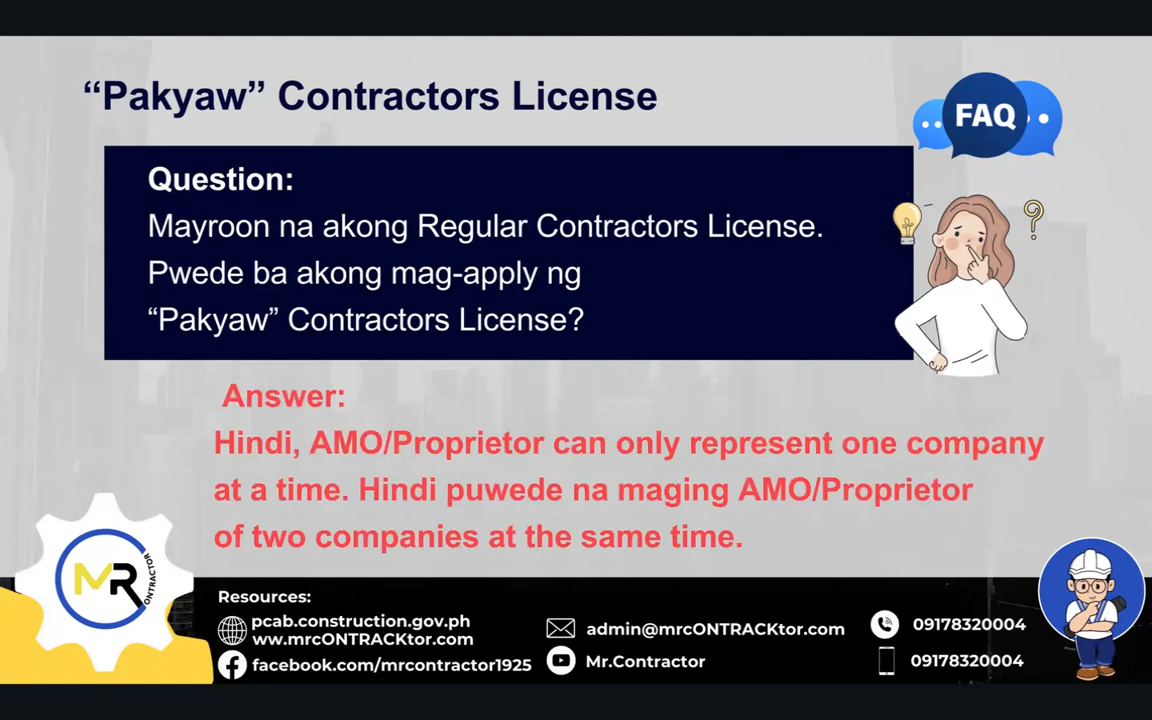 “Pakyaw” Contractors License
FAQ
Question:
Mayroon na akong Regular Contractors License.
Pwede ba akong mag-apply ng
“Pakyaw” Contractors License?
Answer:
Hindi, AMO/Proprietor can only represent one company
at a time. Hindi puwede na maging AMO/Proprietor
of two companies at the same time.
MR
ONTRACTOR
Resources:
pcab.construction.gov.ph
ww.mrcONTRACKtor.com
facebook.com/mrcontractor1925
admin@mrcONTRACKtor.com
Mr.Contractor
09178320004
09178320004